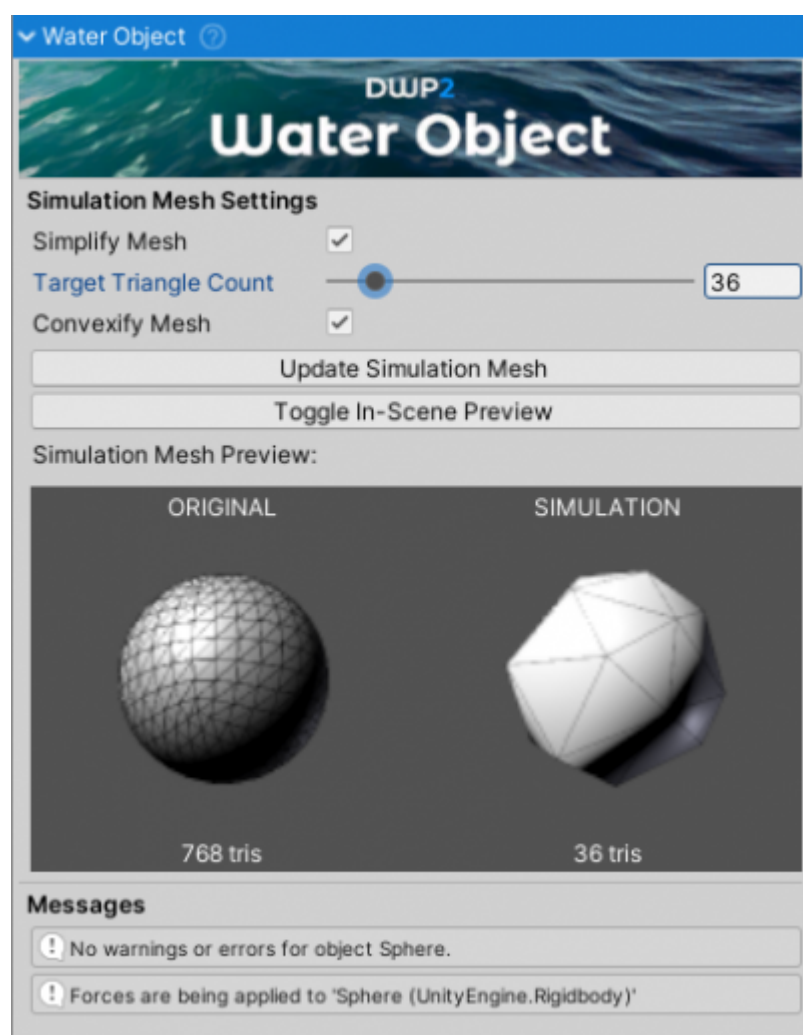 Water Object
DWP2
Water Object
Simulation Mesh Settings
Simplify Mesh
Target Triangle Count 36
Convexify Mesh
Update Simulation Mesh
Toggle In-Scene Preview
Simulation Mesh Preview:
ORIGINAL SIMULATION
768 tris 36 tris
Messages
No warnings or errors for object Sphere.
Forces are being applied to 'Sphere (UnityEngine.Rigidbody)'